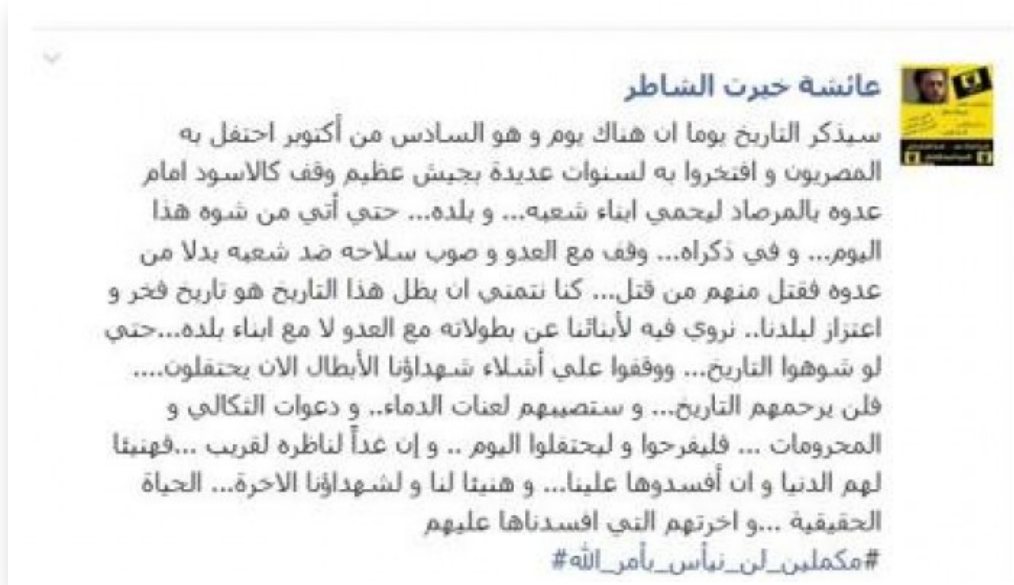 عائشة خيرت الشاطر
سيذكر التاريخ يوما ان هناك يوم و هو السادس من أكتوبر احتفل به
المصريون و افتخروا به لسنوات عديدة بجيش عظيم وقف كالاسود امام
عدوه بالمرصاد ليحمي ابناء شعبه... و بلده... حتي أتي من شوه هذا
اليوم... و في ذكراه... وقف مع العدو و صوب سلاحه ضد شعبه بدلا من
عدوه فقتل منهم من قتل... كنا نتمني ان يظل هذا التاريخ هو تاريخ فخر و
اعتزاز لبلدنا.. نروي فيه لأبنائنا عن بطولاته مع العدو لا مع ابناء بلده...حتي
لو شوهوا التاريخ... ووقفوا علي أشلاء شهداؤنا الأبطال الان يحتفلون....
فلن يرحمهم التاريخ... و ستصيبهم لعنات الدماء.. و دعوات الثكالي و
المحرومات ... فليفرحوا و ليحتفلوا اليوم .. و إن غداً لناظره لقريب ...فهنيئا
لهم الدنيا و ان أفسدوها علينا... و هنيئا لنا و لشهداؤنا الاخرة... الحياة
الحقيقية ...و اخرتهم التي افسدناها عليهم
#مكملين_لن_نيأس_بأمر_الله#